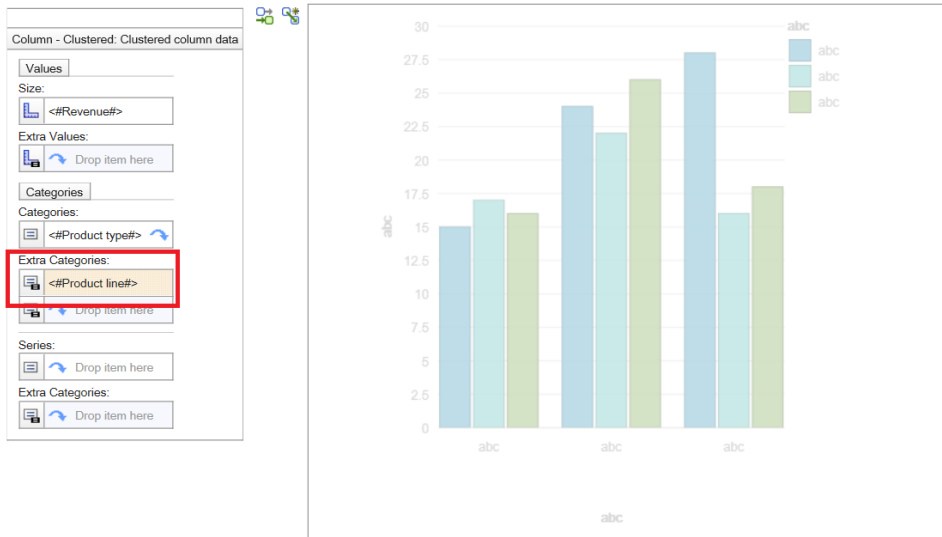 Column - Clustered: Clustered column data
Values
Size:
<#Revenue#>
Extra Values:
Drop item here
Categories
Categories:
<#Product type#>
Extra Categories:
<#Product line#>
Drop item here
Series:
Drop item here
Extra Categories:
Drop item here
30
27.5
25
22.5
20
17.5
15
12.5
10
7.5
5
2.5
0
abc
abc
abc
abc
abc
abc
abc
abc
abc